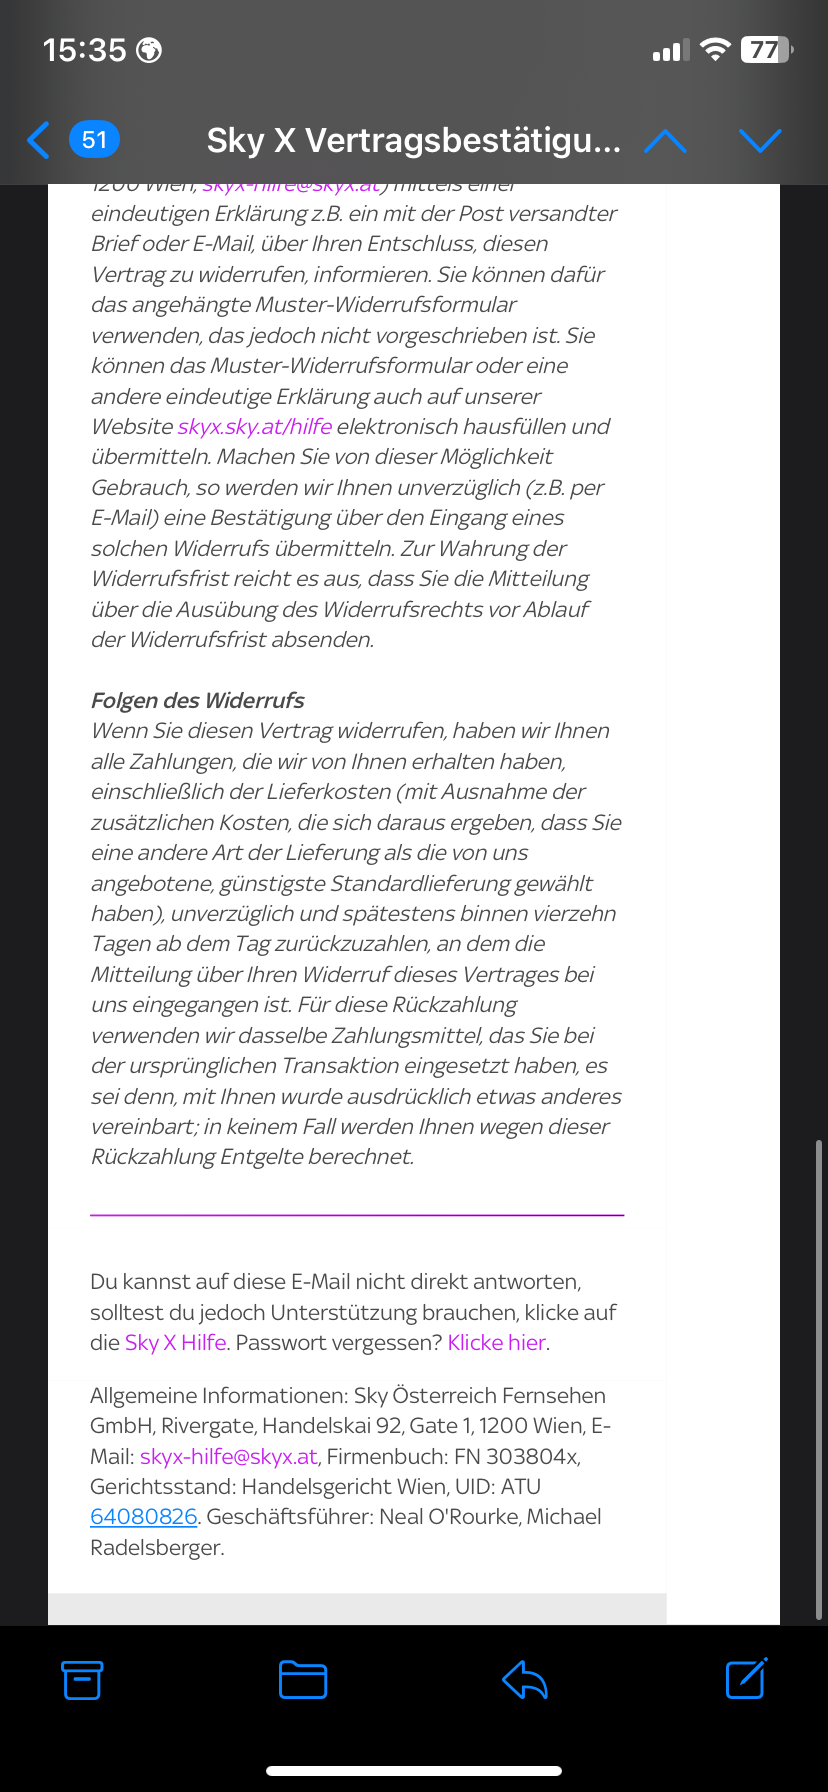 15:35
77
51
Sky X Vertragsbestätigu...
1200 Wien, skyx-hilfe@skyx.at) mittels einer
eindeutigen Erklärung z.B. ein mit der Post versandter
Brief oder E-Mail, über Ihren Entschluss, diesen
Vertrag zu widerrufen, informieren. Sie können dafür
das angehängte Muster-Widerrufsformular
verwenden, das jedoch nicht vorgeschrieben ist. Sie
können das Muster-Widerrufsformular oder eine
andere eindeutige Erklärung auch auf unserer
Website skyx.sky.at/hilfe elektronisch hausfüllen und
übermitteln. Machen Sie von dieser Möglichkeit
Gebrauch, so werden wir Ihnen unverzüglich (z.B. per
E-Mail) eine Bestätigung über den Eingang eines
solchen Widerrufs übermitteln. Zur Wahrung der
Widerrufsfrist reicht es aus, dass Sie die Mitteilung
über die Ausübung des Widerrufsrechts vor Ablauf
der Widerrufsfrist absenden.
Folgen des Widerrufs
Wenn Sie diesen Vertrag widerrufen, haben wir Ihnen
alle Zahlungen, die wir von Ihnen erhalten haben,
einschließlich der Lieferkosten (mit Ausnahme der
zusätzlichen Kosten, die sich daraus ergeben, dass Sie
eine andere Art der Lieferung als die von uns
angebotene, günstigste Standardlieferung gewählt
haben), unverzüglich und spätestens binnen vierzehn
Tagen ab dem Tag zurückzuzahlen, an dem die
Mitteilung über Ihren Widerruf dieses Vertrages bei
uns eingegangen ist. Für diese Rückzahlung
verwenden wir dasselbe Zahlungsmittel, das Sie bei
der ursprünglichen Transaktion eingesetzt haben, es
sei denn, mit Ihnen wurde ausdrücklich etwas anderes
vereinbart; in keinem Fall werden Ihnen wegen dieser
Rückzahlung Entgelte berechnet.
Du kannst auf diese E-Mail nicht direkt antworten,
solltest du jedoch Unterstützung brauchen, klicke auf
die Sky X Hilfe. Passwort vergessen? Klicke hier.
Allgemeine Informationen: Sky Österreich Fernsehen
GmbH, Rivergate, Handelskai 92, Gate 1, 1200 Wien, E-
Mail: skyx-hilfe@skyx.at, Firmenbuch: FN 303804x,
Gerichtsstand: Handelsgericht Wien, UID: ATU
64080826. Geschäftsführer: Neal O'Rourke, Michael
Radelsberger.